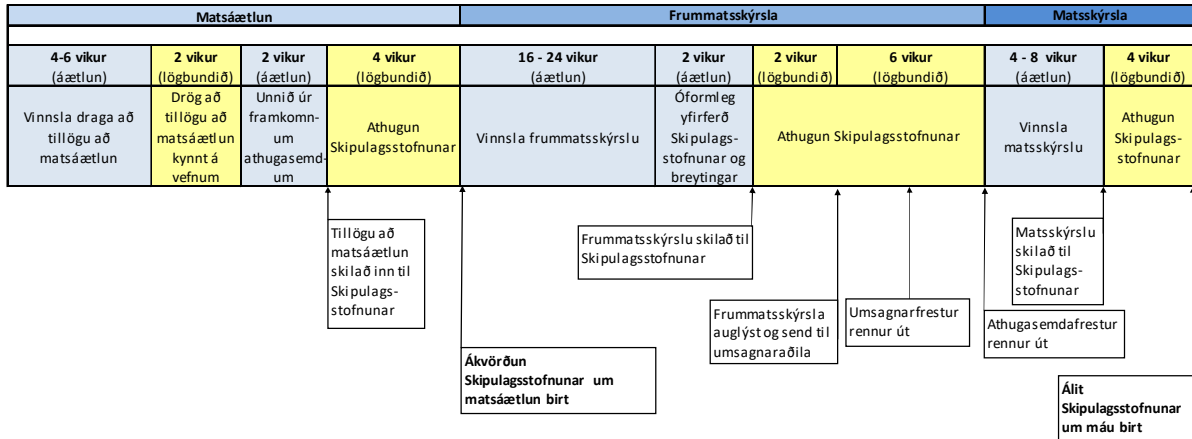 Matsáætlun
Frummatsskýrsla
Matsskýrsla
4-6 vikur
(áætlun)
2 vikur
(lögbundið)
2 vikur
(áætlun)
4 vikur
(lögbundið)
16 - 24 vikur
(áætlun)
2 vikur
(áætlun)
2 vikur
(lögbundið)
6 vikur
(lögbundið)
4 - 8 vikur
(áætlun)
4 vikur
(lögbundið)
Vinnsla draga að
tillögu að
matsáætlun
Drög að
tillögu að
matsáætlun
kynnt á
vefnum
Unnið úr
framkomn-
um
athugasemd-
um
Athugun
Skipulagsstofnunar
Vinnsla frummatsskýrslu
Óformleg
yfirferð
Skipulags-
stofnunar og
breytingar
Athugun Skipulagsstofnunar
Vinnsla
matsskýrslu
Athugun
Skipulags-
stofnunar
Tillögu að
matsáætlun
skilað inn til
Skipulags-
stofnunar
Frummatsskýrslu skilað til
Skipulagsstofnunar
Matsskýrslu
skilað til
Skipulags-
stofnunar
Frummatsskýrsla
auglýst og send til
umsagnaraðila
Umsagnarfrestur
rennur út
Athugasemdafrestur
rennur út
Ákvörðun
Skipulagsstofnunar um
matsáætlun birt
Álit
Skipulagsstofnunar
um máu birt